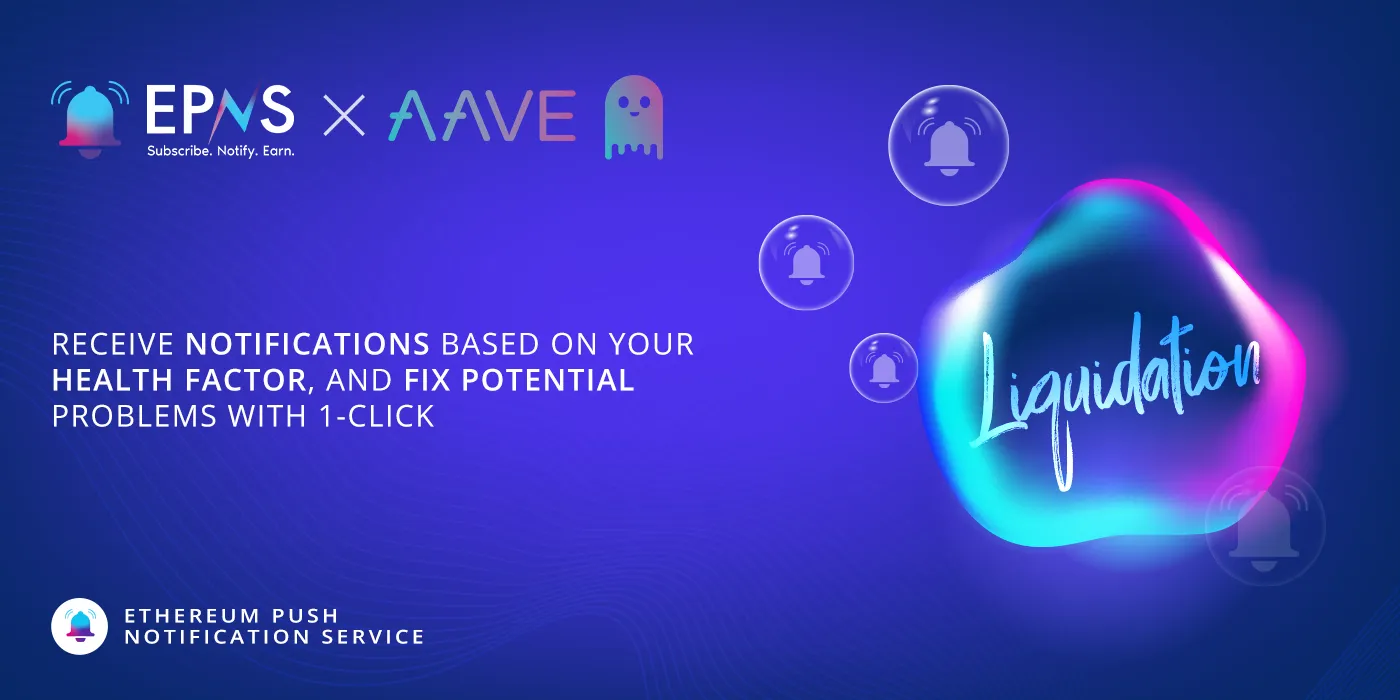 EPNS × AAVE
Subscribe. Notify. Earn.
RECEIVE NOTIFICATIONS BASED ON YOUR
HEALTH FACTOR, AND FIX POTENTIAL
PROBLEMS WITH 1-CLICK
Liquidation
ETHEREUM PUSH
NOTIFICATION SERVICE